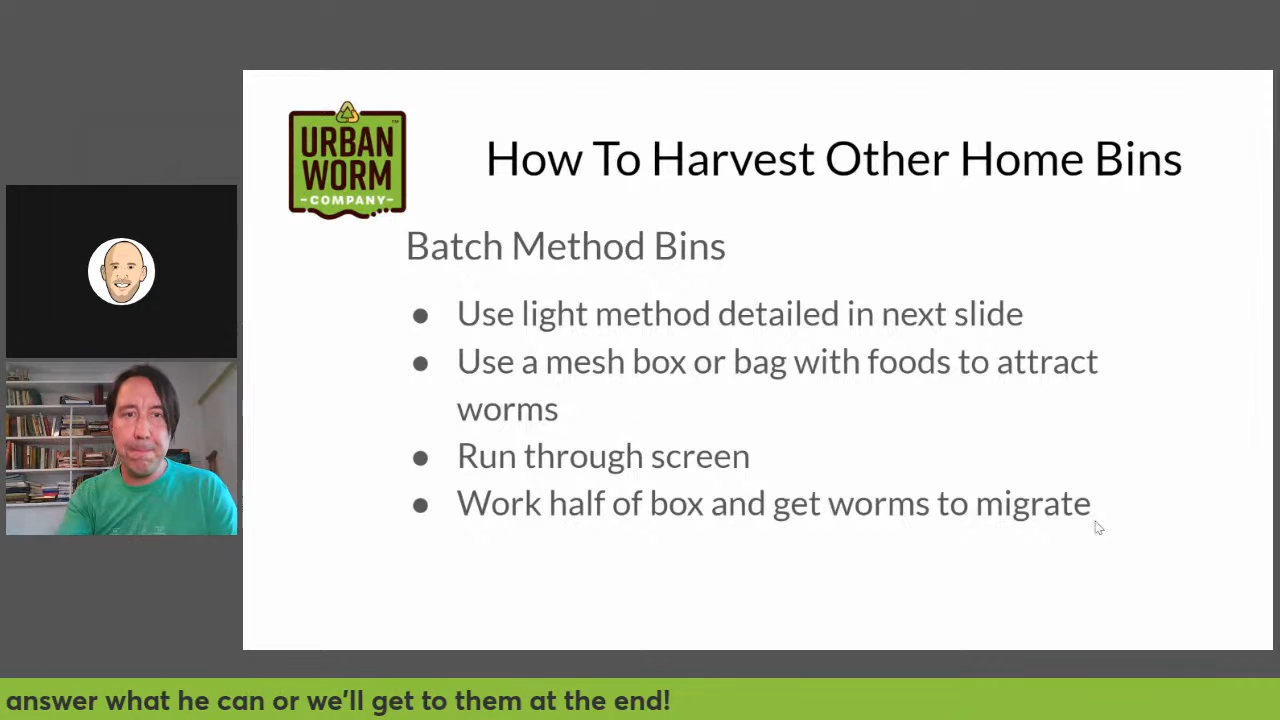 URBAN
WORM
-COMPANY-
TM
How To Harvest Other Home Bins
Batch Method Bins
● Use light method detailed in next slide
● Use a mesh box or bag with foods to attract
worms
● Run through screen
● Work half of box and get worms to migrate
answer what he can or we'll get to them at the end!